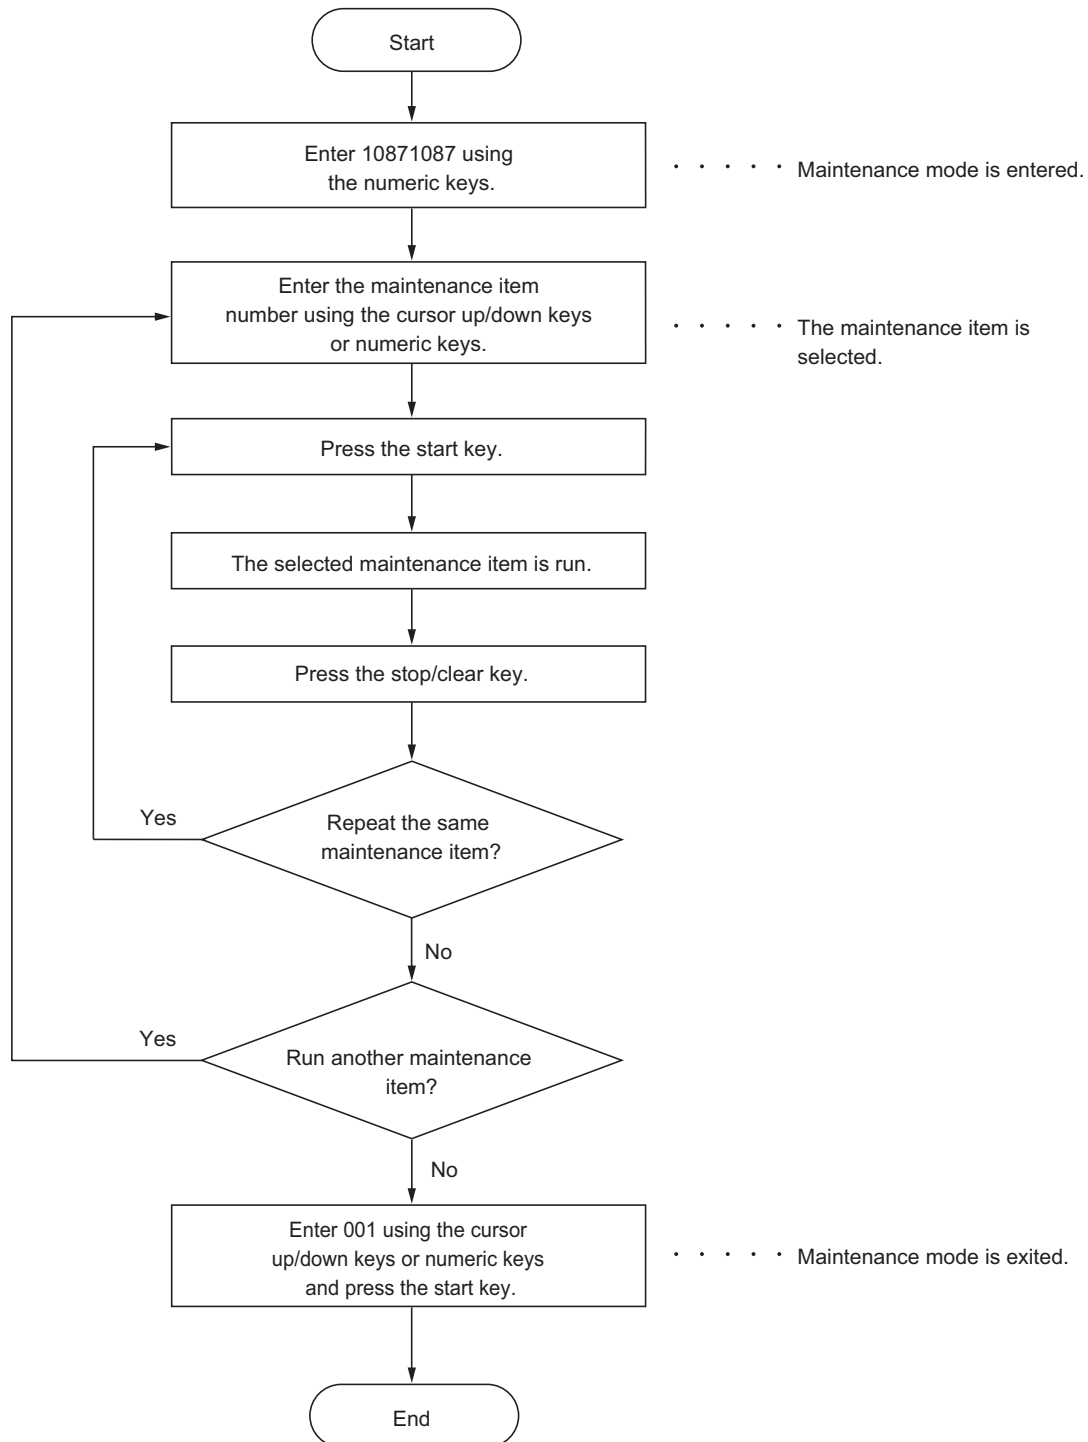 Start
Enter 10871087 using
the numeric keys.
· · · · · Maintenance mode is entered.
Enter the maintenance item
number using the cursor up/down keys
or numeric keys.
· · · · · The maintenance item is
selected.
Press the start key.
The selected maintenance item is run.
Press the stop/clear key.
Yes
Repeat the same
maintenance item?
No
Yes
Run another maintenance
item?
No
Enter 001 using the cursor
up/down keys or numeric keys
and press the start key.
· · · · · Maintenance mode is exited.
End